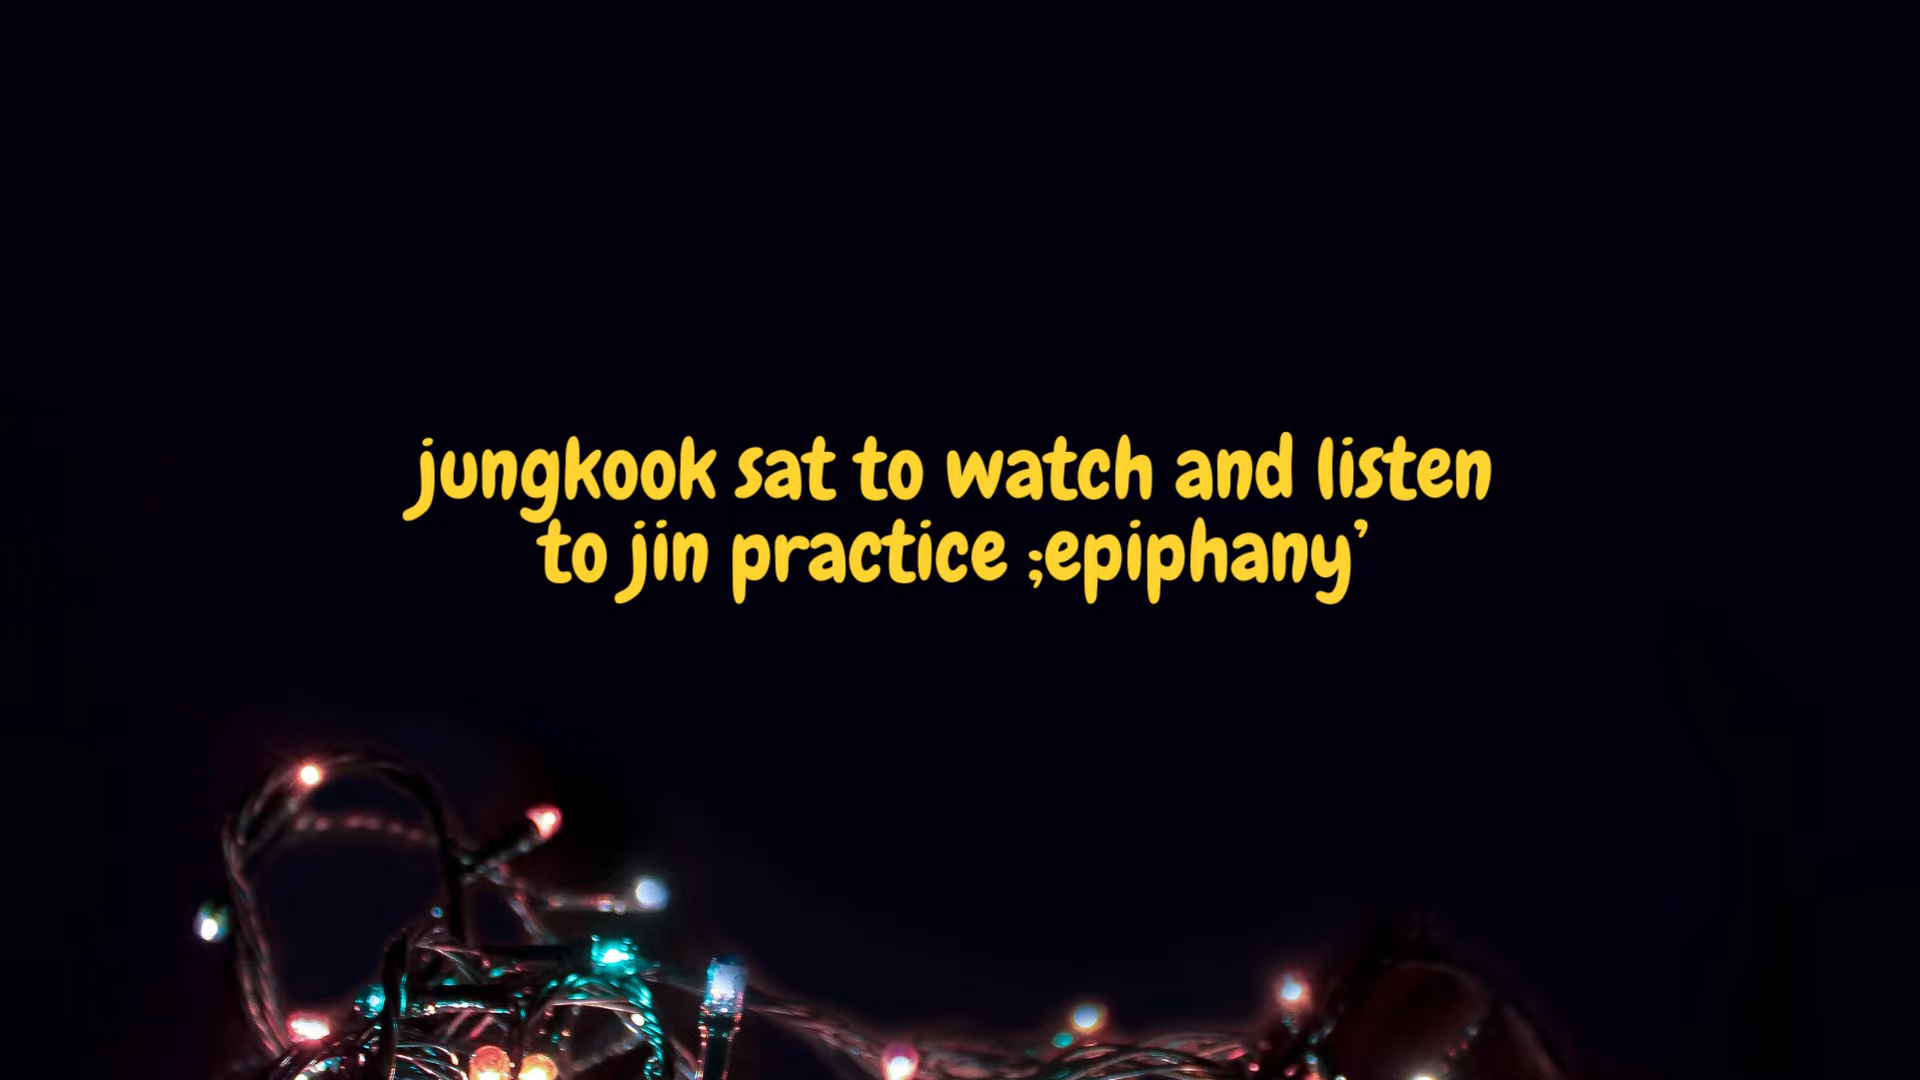 jungkook sat to watch and listen
to jin practice ;epiphany’